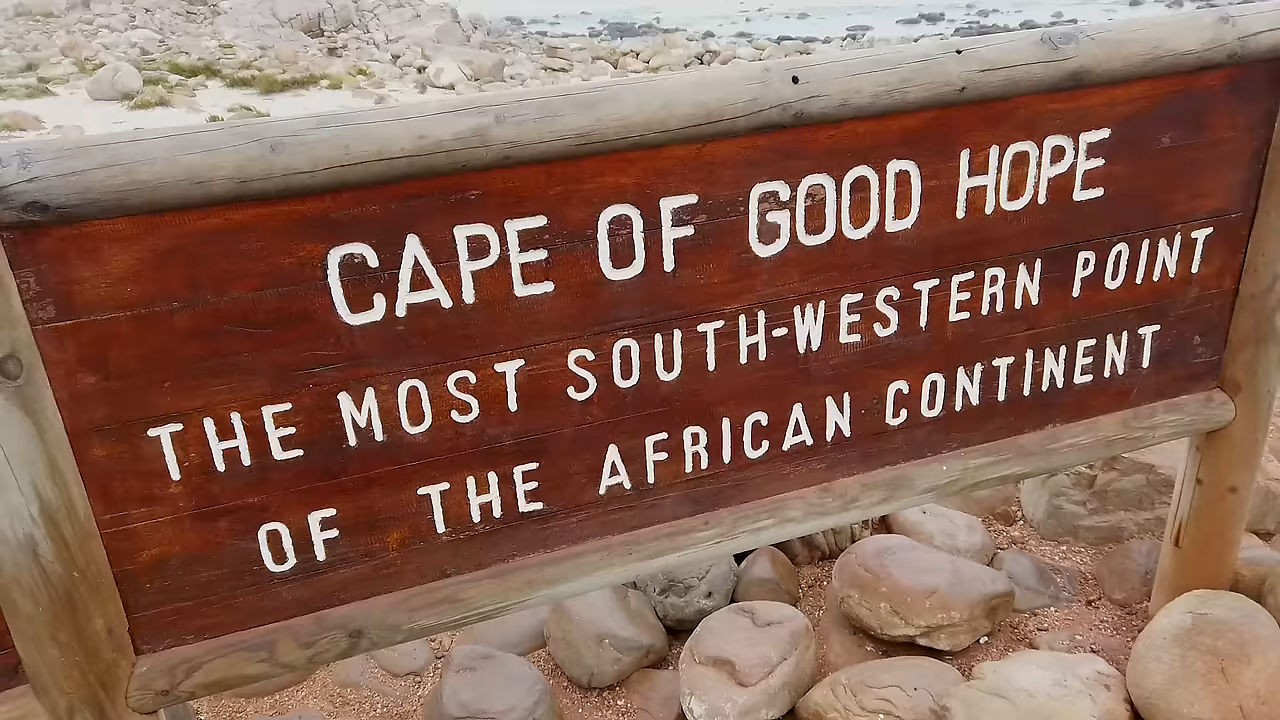 CAPE OF GOOD HOPE
THE MOST SOUTH-WESTERN POINT
OF THE AFRICAN CONTINENT